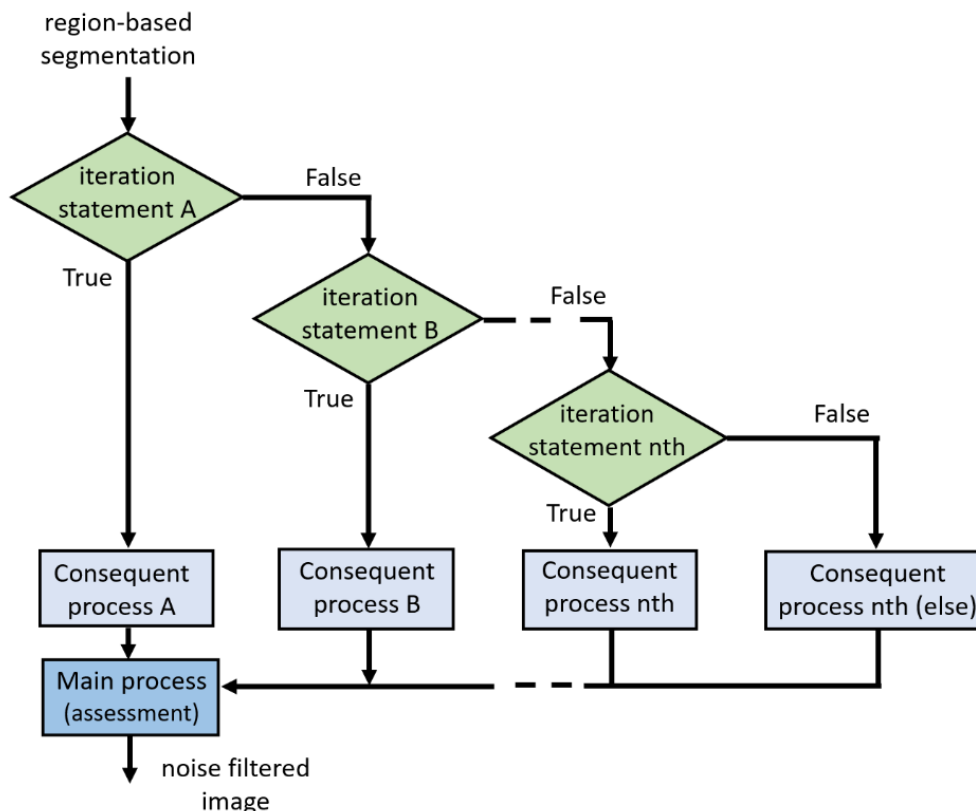 region-based
segmentation
iteration
statement A
False
True
iteration
statement B
False
True
iteration
statement nth
False
True
Consequent
process A
Consequent
process B
Consequent
process nth
Consequent
process nth (else)
Main process
(assessment)
noise filtered
image